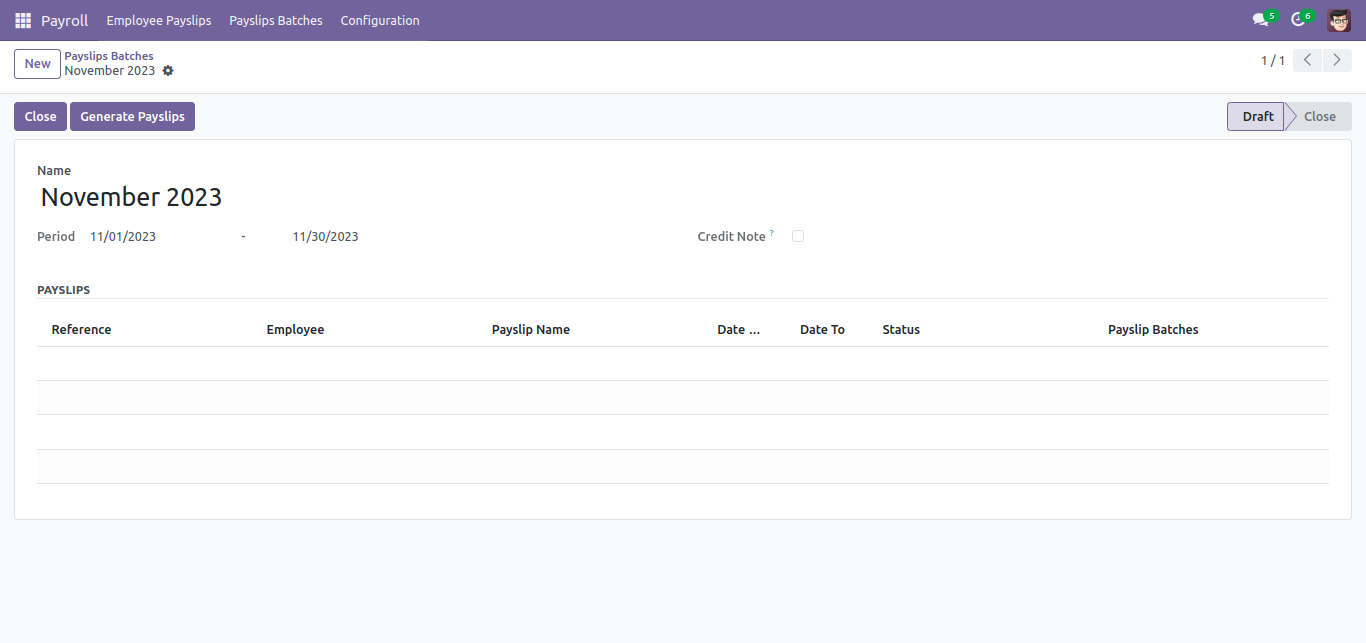 Payroll Employee Payslips Payslips Batches Configuration 5 6
New Payslips Batches 1 / 1
November 2023
Close Generate Payslips Draft Close
Name
November 2023
Period 11/01/2023 - 11/30/2023 Credit Note ?
PAYSLIPS
Reference Employee Payslip Name Date ... Date To Status Payslip Batches